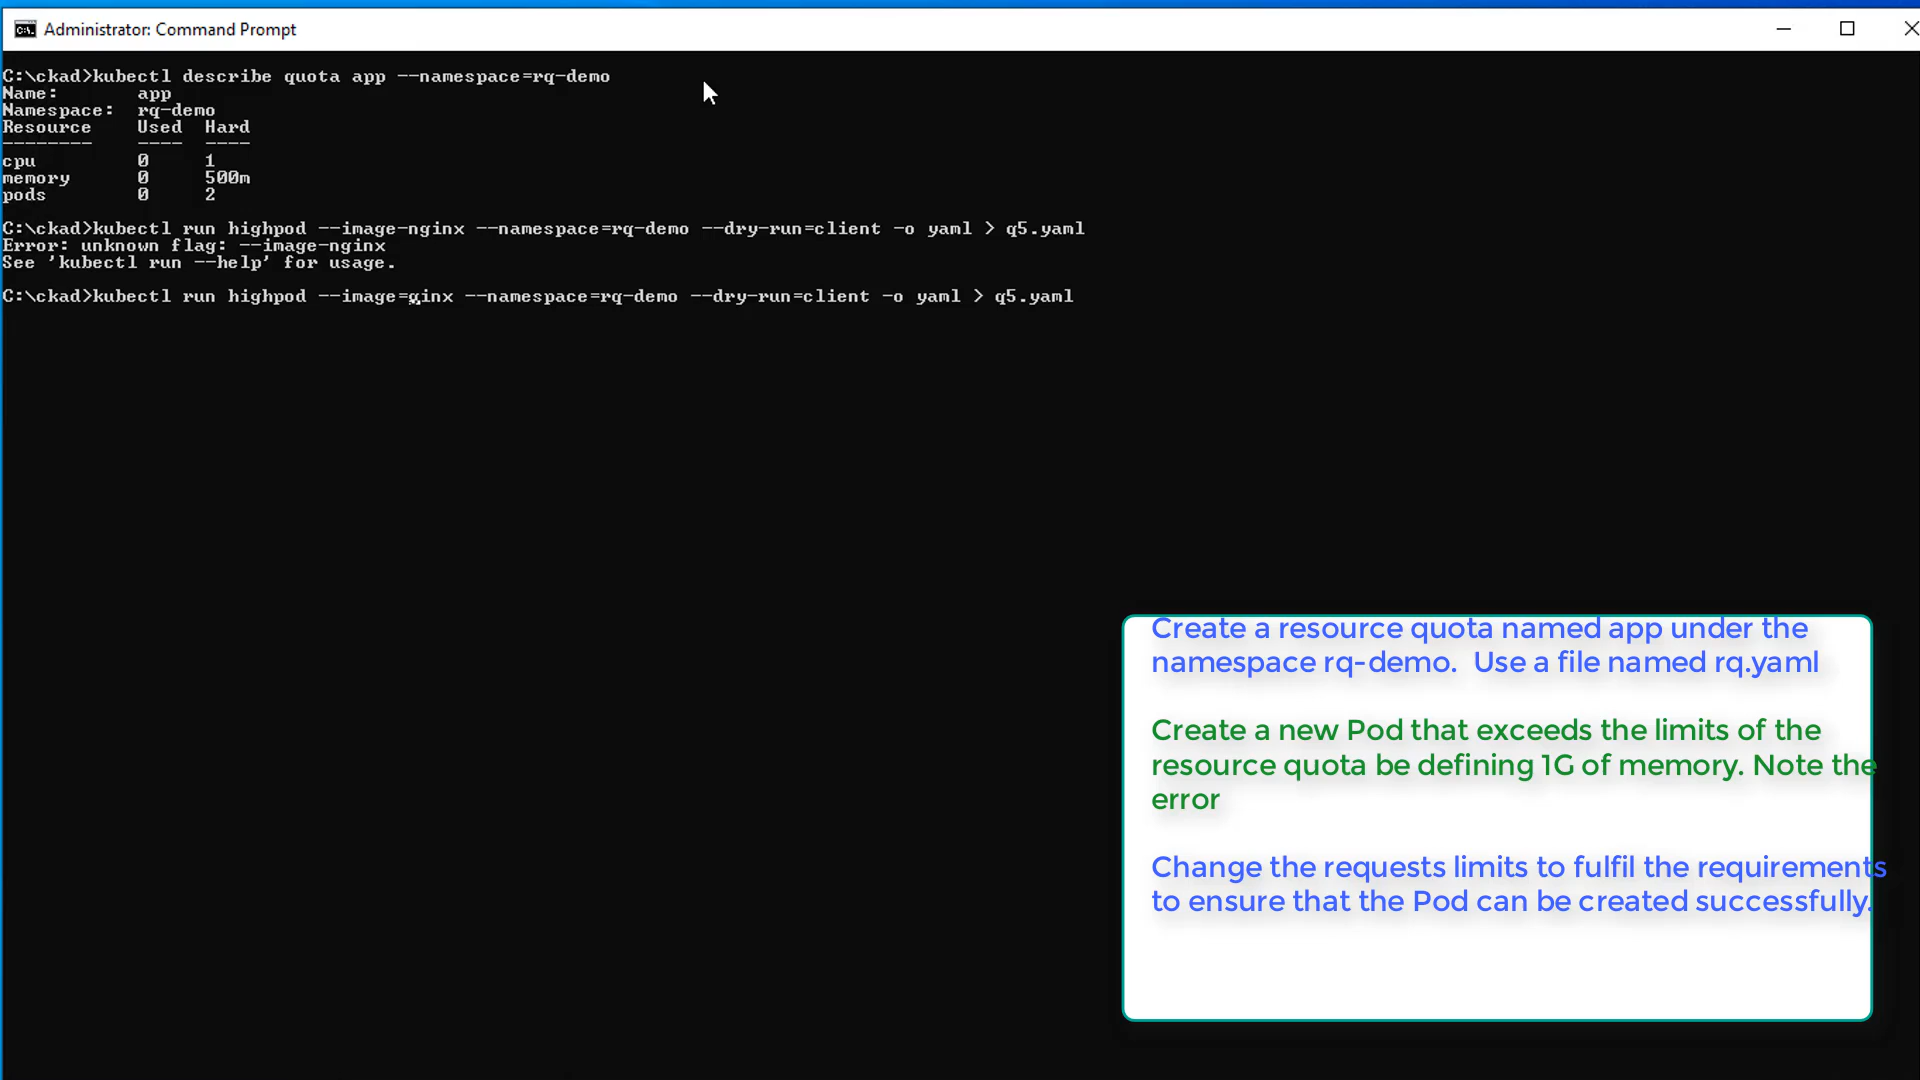 Administrator: Command Prompt
C:\ckad>kubectl describe quota app --namespace=rq-demo
Name: app
Namespace: rq-demo
Resource Used Hard
-------- ---- ----
cpu 0 1
memory 0 500m
pods 0 2
C:\ckad>kubectl run highpod --image-nginx --namespace=rq-demo --dry-run=client -o yaml > q5.yaml
Error: unknown flag: --image-nginx
See 'kubectl run --help' for usage.
C:\ckad>kubectl run highpod --image=ginx --namespace=rq-demo --dry-run=client -o yaml > q5.yaml
Create a resource quota named app under the
namespace rq-demo. Use a file named rq.yaml
Create a new Pod that exceeds the limits of the
resource quota be defining 1G of memory. Note the
error
Change the requests limits to fulfil the requirements
to ensure that the Pod can be created successfully.